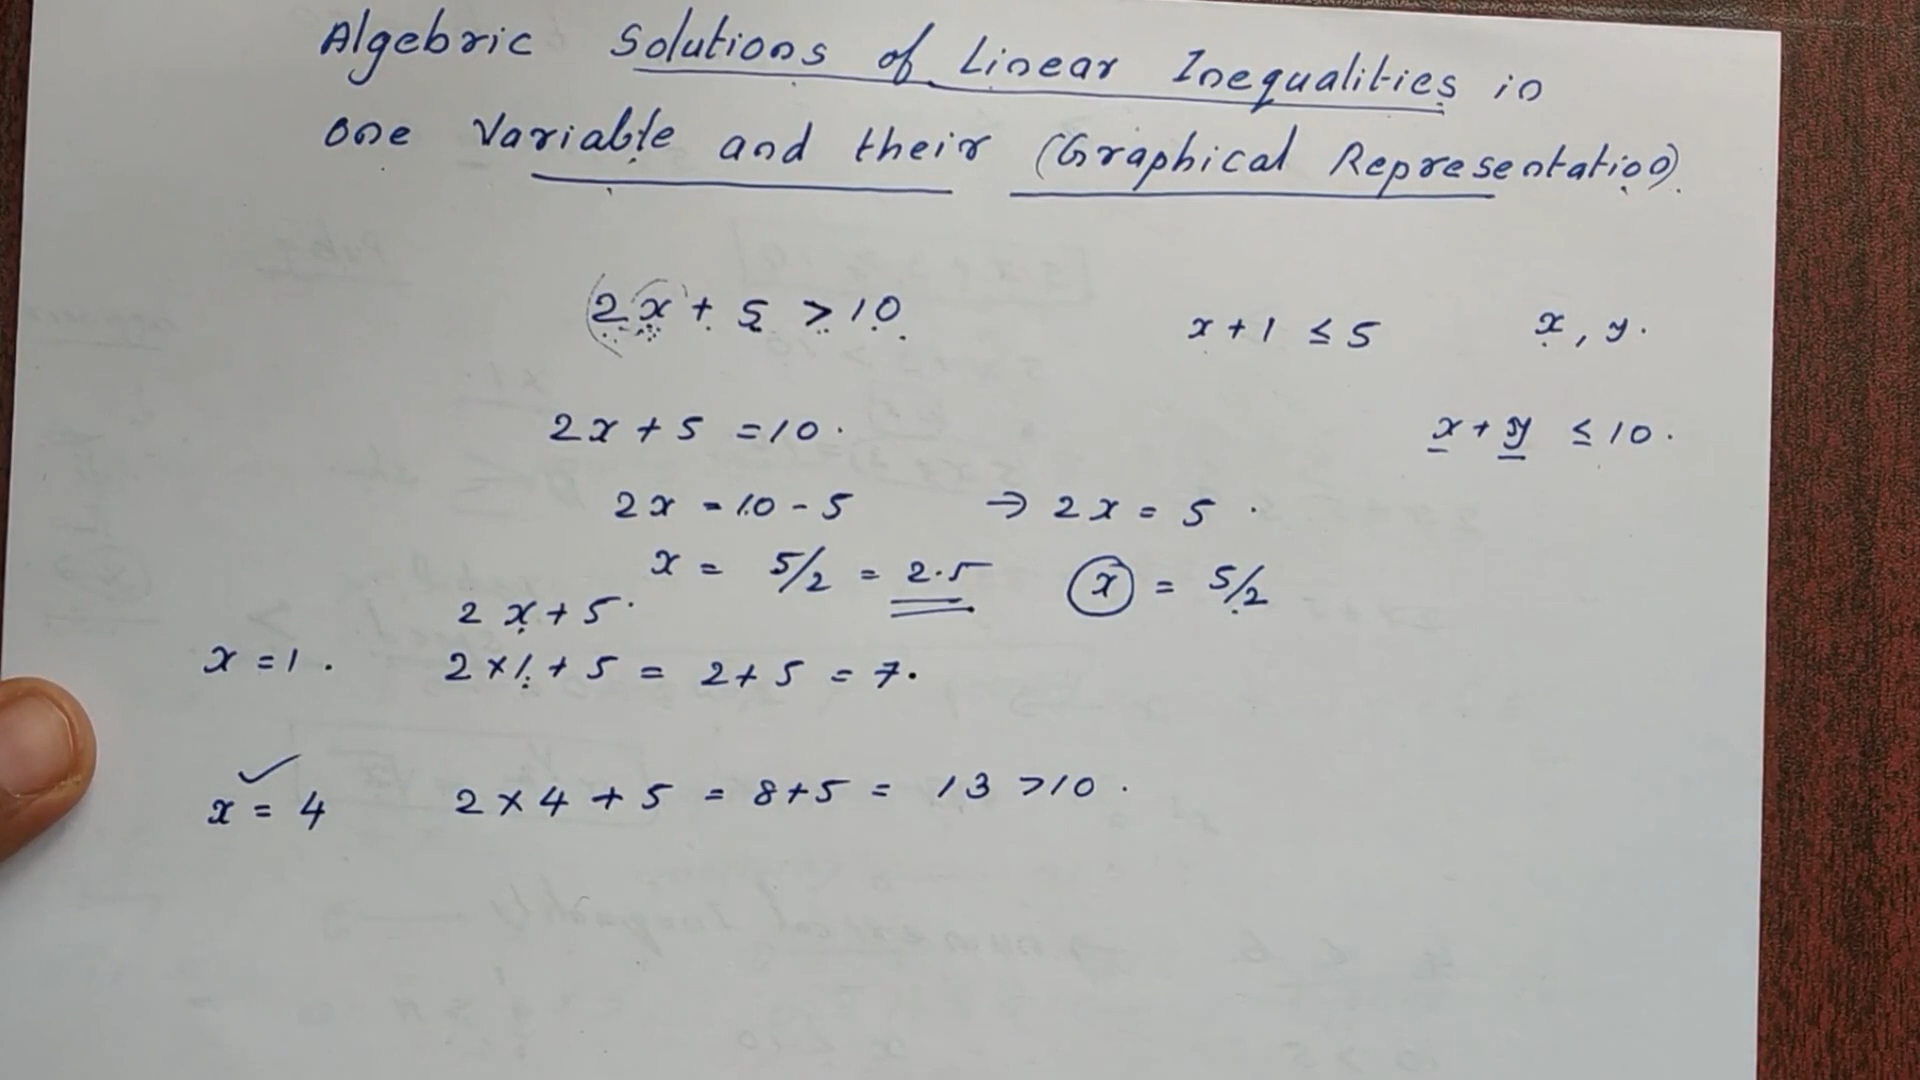 Algebric Solutions of Linear Inequalities in
one Variable and their (Graphical Representation).
2x + 5 > 10.
x + 1 ≤ 5
x, y.
2x + 5 = 10.
x + y ≤ 10.
2x = 10 - 5 ⇒ 2x = 5.
x = 5/2 = 2.5
x = 5/2
2x + 5.
x = 1. 2 × 1 + 5 = 2 + 5 = 7.
✓
x = 4 2 × 4 + 5 = 8 + 5 = 13 > 10.